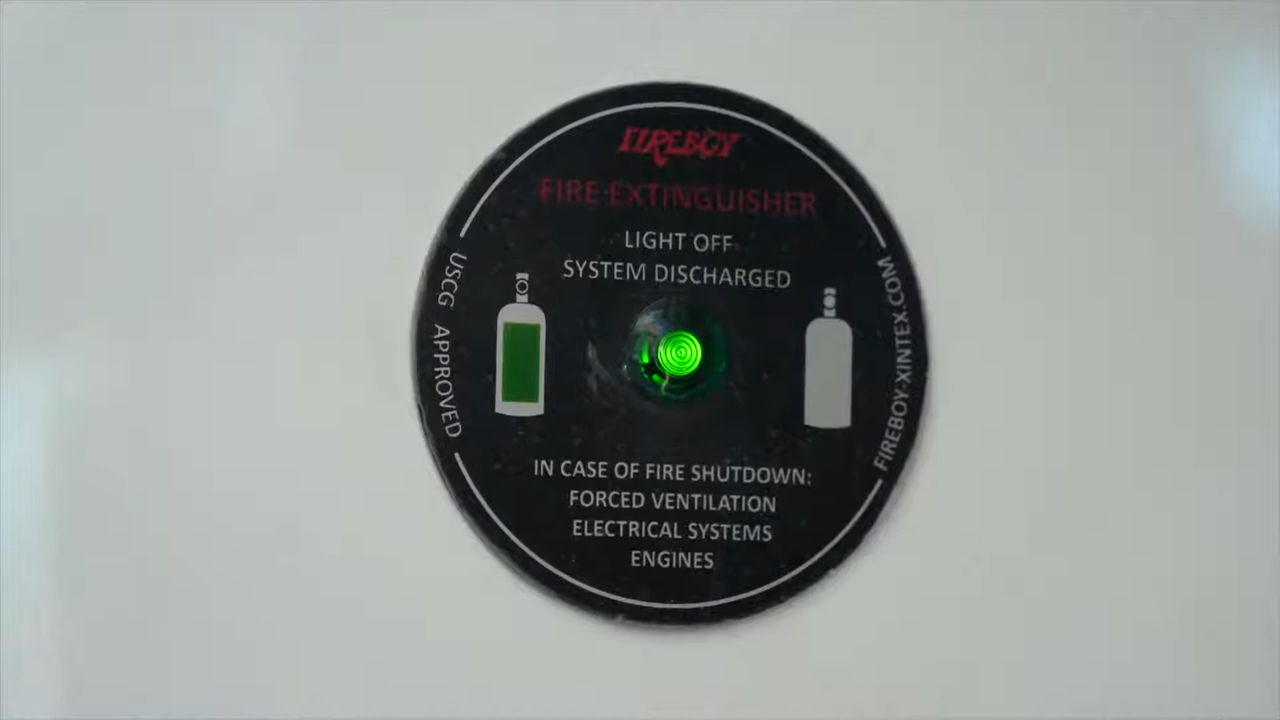 FIREBOY
FIRE EXTINGUISHER
LIGHT OFF
SYSTEM DISCHARGED
USCG APPROVED
FIREBOY-XINTEX.COM
IN CASE OF FIRE SHUTDOWN:
FORCED VENTILATION
ELECTRICAL SYSTEMS
ENGINES